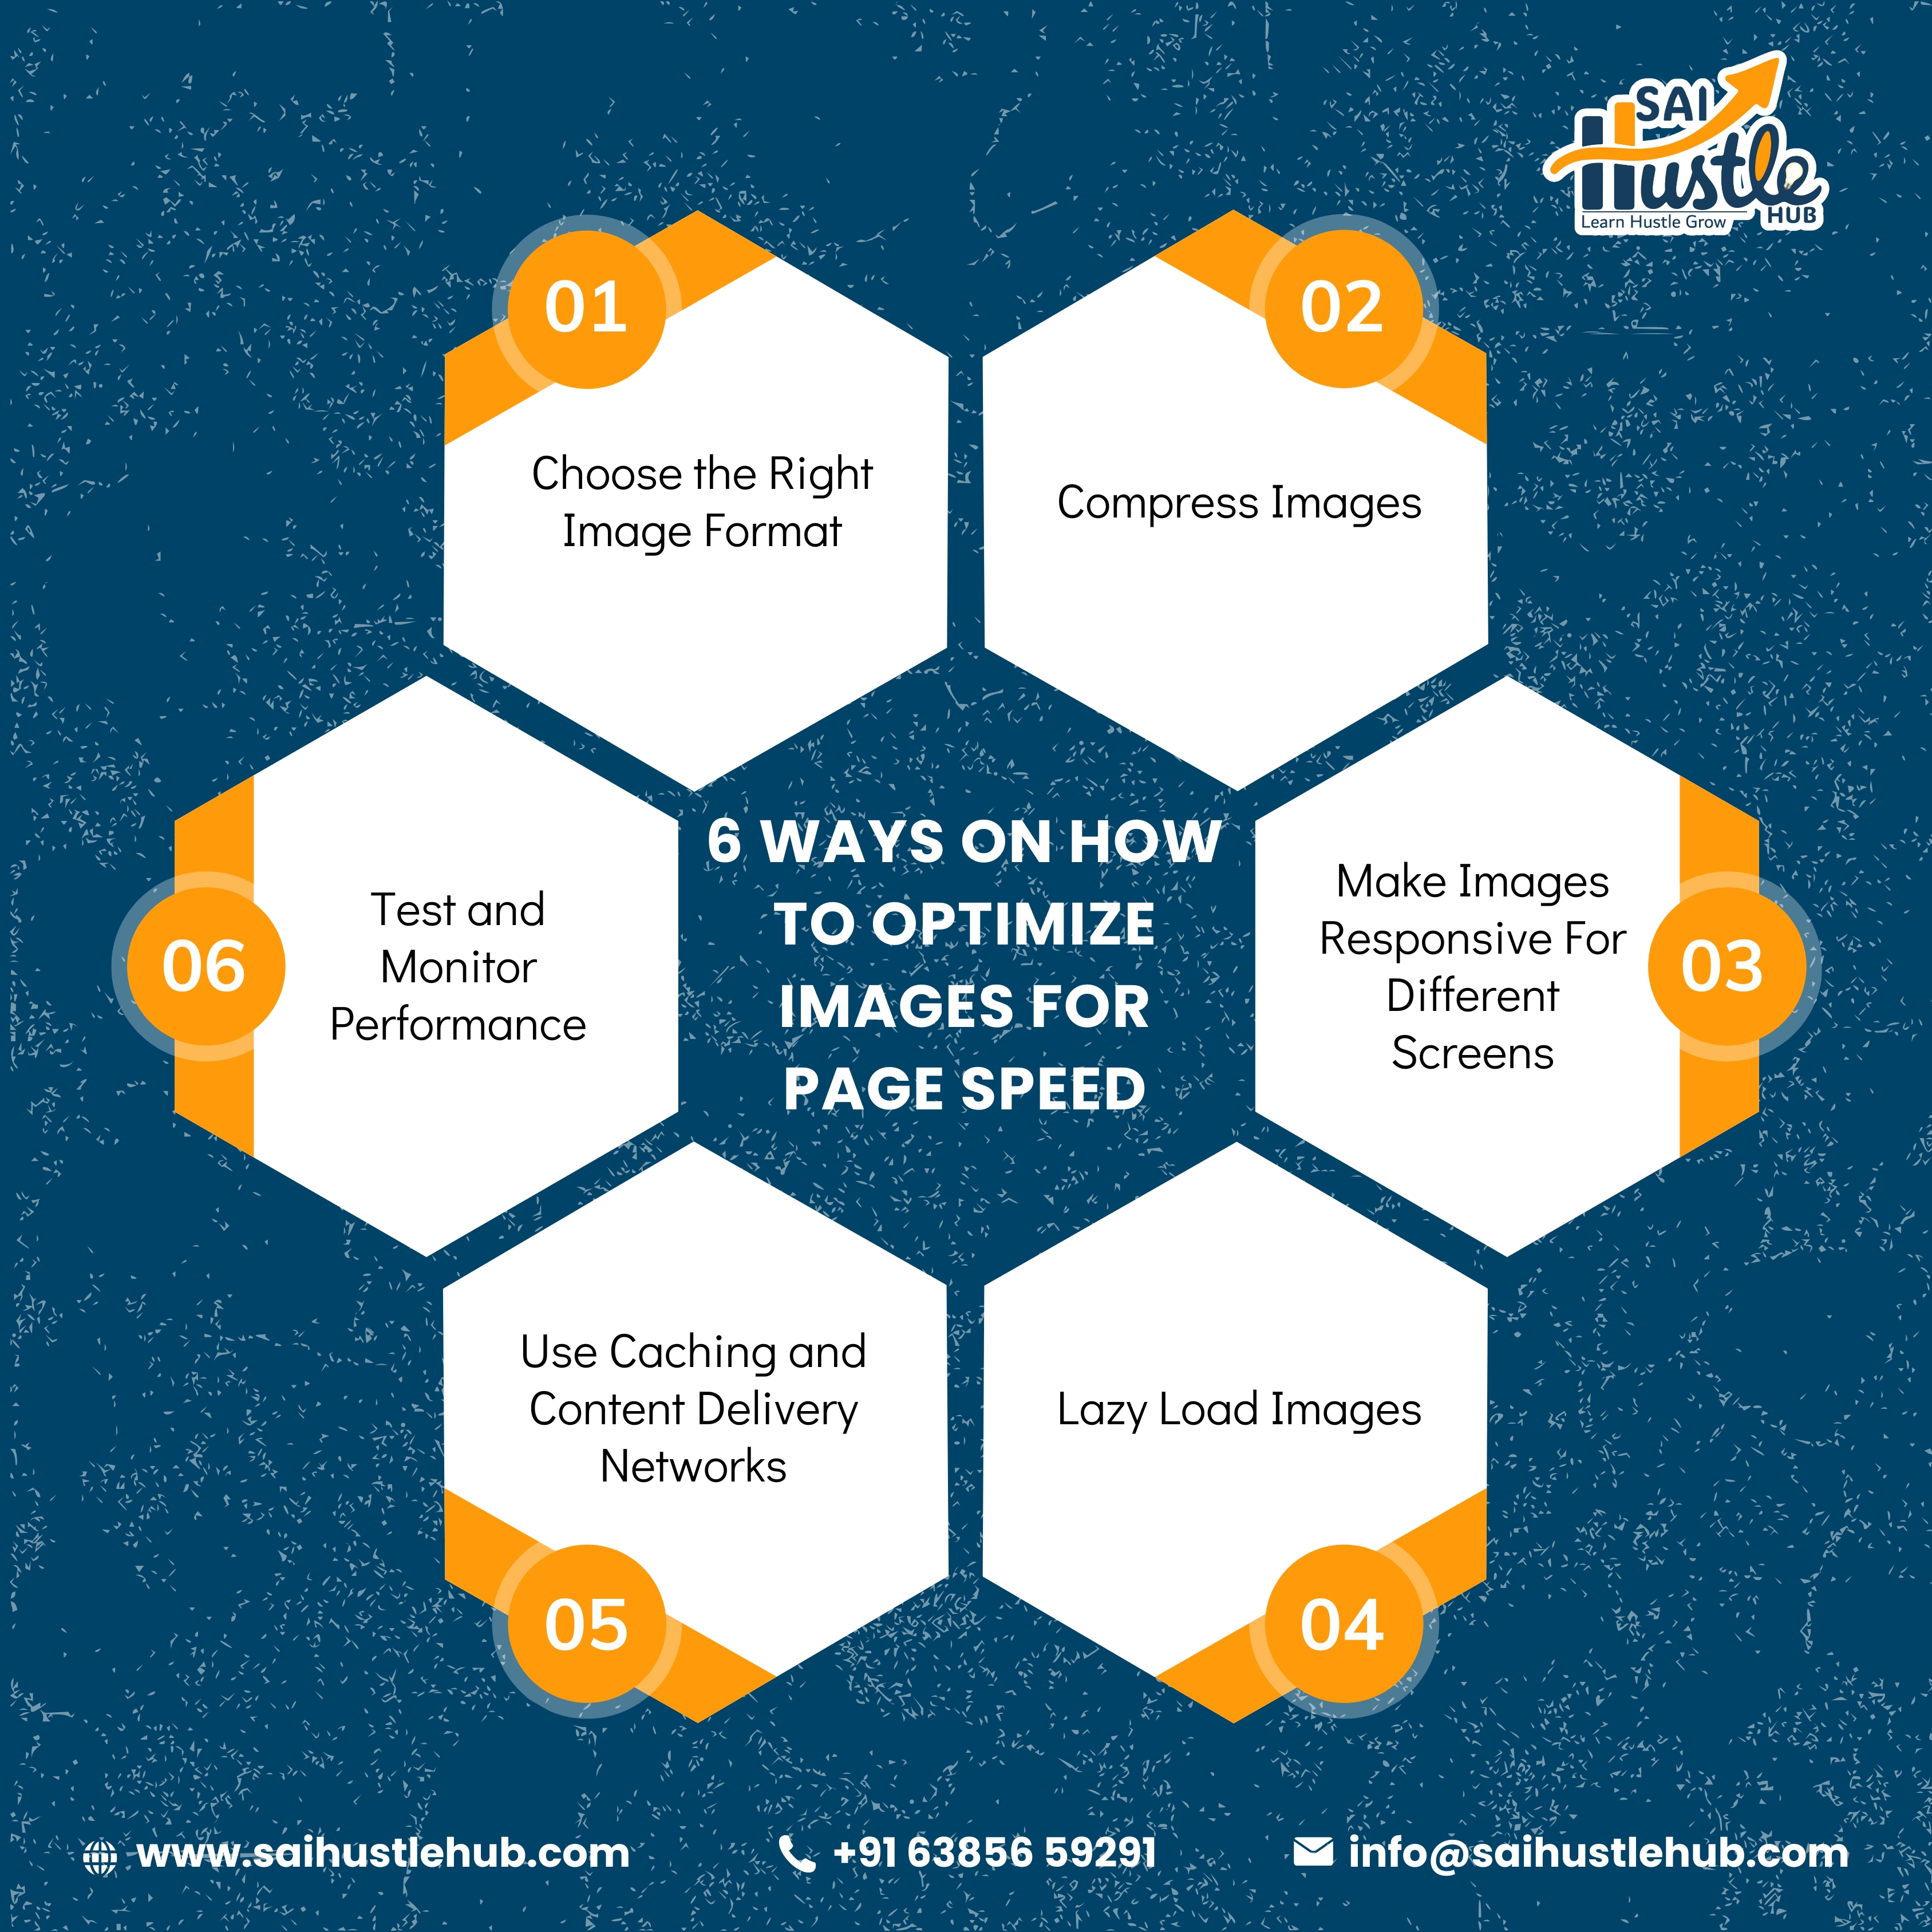 SAI
Hustle
HUB
Learn Hustle Grow
01
Choose the Right
Image Format
02
Compress Images
6 WAYS ON HOW
TO OPTIMIZE
IMAGES FOR
PAGE SPEED
03
Make Images
Responsive For
Different
Screens
04
Lazy Load Images
05
Use Caching and
Content Delivery
Networks
06
Test and
Monitor
Performance
www.saihustlehub.com
+91 63856 59291
info@saihustlehub.com